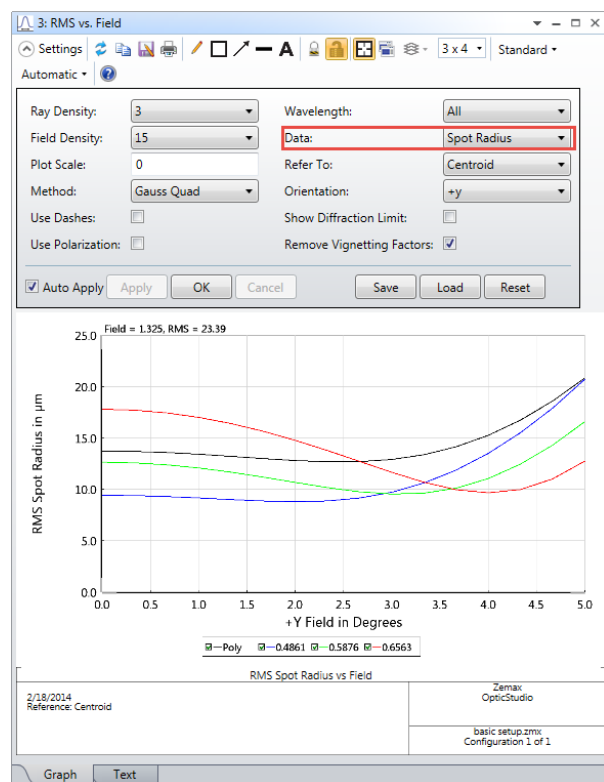 3: RMS vs. Field
Settings
3 x 4
Standard
Automatic
Ray Density: 3 Wavelength: All
Field Density: 15 Data: Spot Radius
Plot Scale: 0 Refer To: Centroid
Method: Gauss Quad Orientation: +y
Use Dashes: Show Diffraction Limit:
Use Polarization: Remove Vignetting Factors:
Auto Apply Apply OK Cancel Save Load Reset
Field = 1.325, RMS = 23.39
RMS Spot Radius in µm
25.0
20.0
15.0
10.0
5.0
0.0
0.0 0.5 1.0 1.5 2.0 2.5 3.0 3.5 4.0 4.5 5.0
+Y Field in Degrees
Poly 0.4861 0.5876 0.6563
RMS Spot Radius vs Field
2/18/2014
Reference: Centroid
Zemax
OpticStudio
basic setup.zmx
Configuration 1 of 1
Graph Text